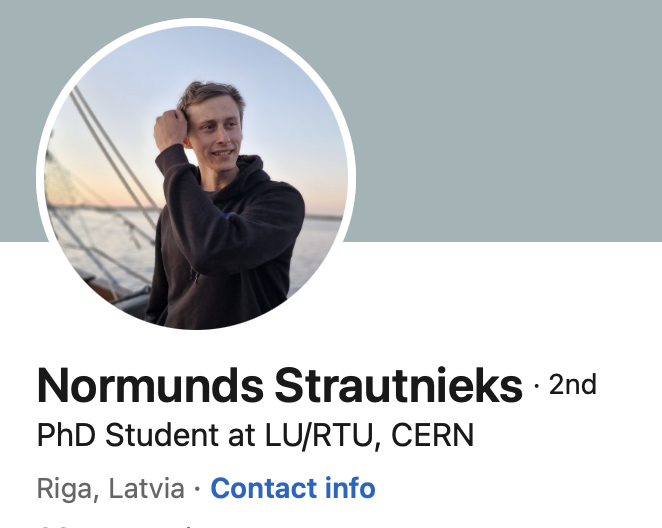 Normunds Strautnieks · 2nd
PhD Student at LU/RTU, CERN
Riga, Latvia · Contact info